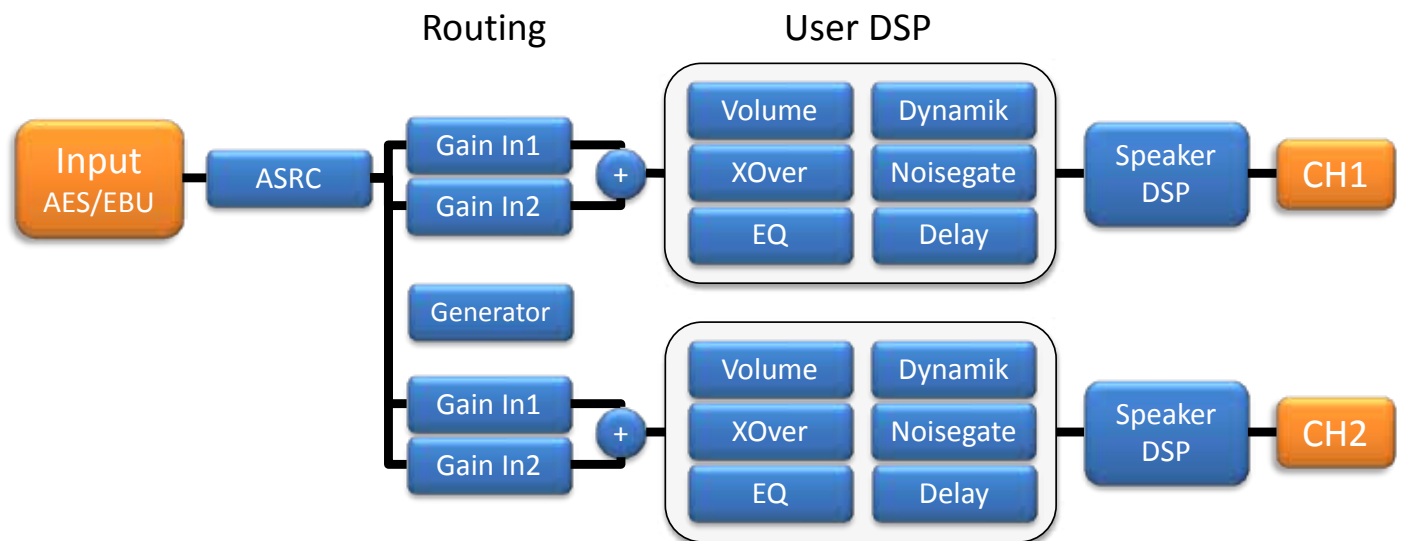 Routing
User DSP
Input
AES/EBU
ASRC
Gain In1
Gain In2
+
Volume
Dynamik
XOver
Noisegate
EQ
Delay
Speaker
DSP
CH1
Generator
Gain In1
Gain In2
+
Volume
Dynamik
XOver
Noisegate
EQ
Delay
Speaker
DSP
CH2